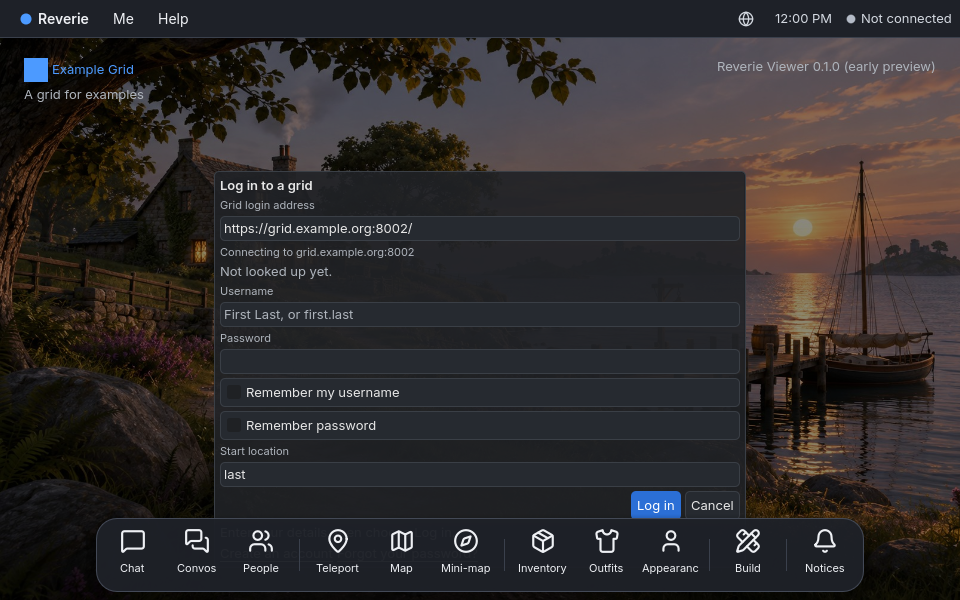 Reverie Me Help 12:00 PM Not connected
Example Grid
A grid for examples
Reverie Viewer 0.1.0 (early preview)
Log in to a grid
Grid login address
https://grid.example.org:8002/
Connecting to grid.example.org:8002
Not looked up yet.
Username
First Last, or first.last
Password
Remember my username
Remember password
Start location
last
Log in Cancel
Chat Convos People Teleport Map Mini-map Inventory Outfits Appearanc Build Notices